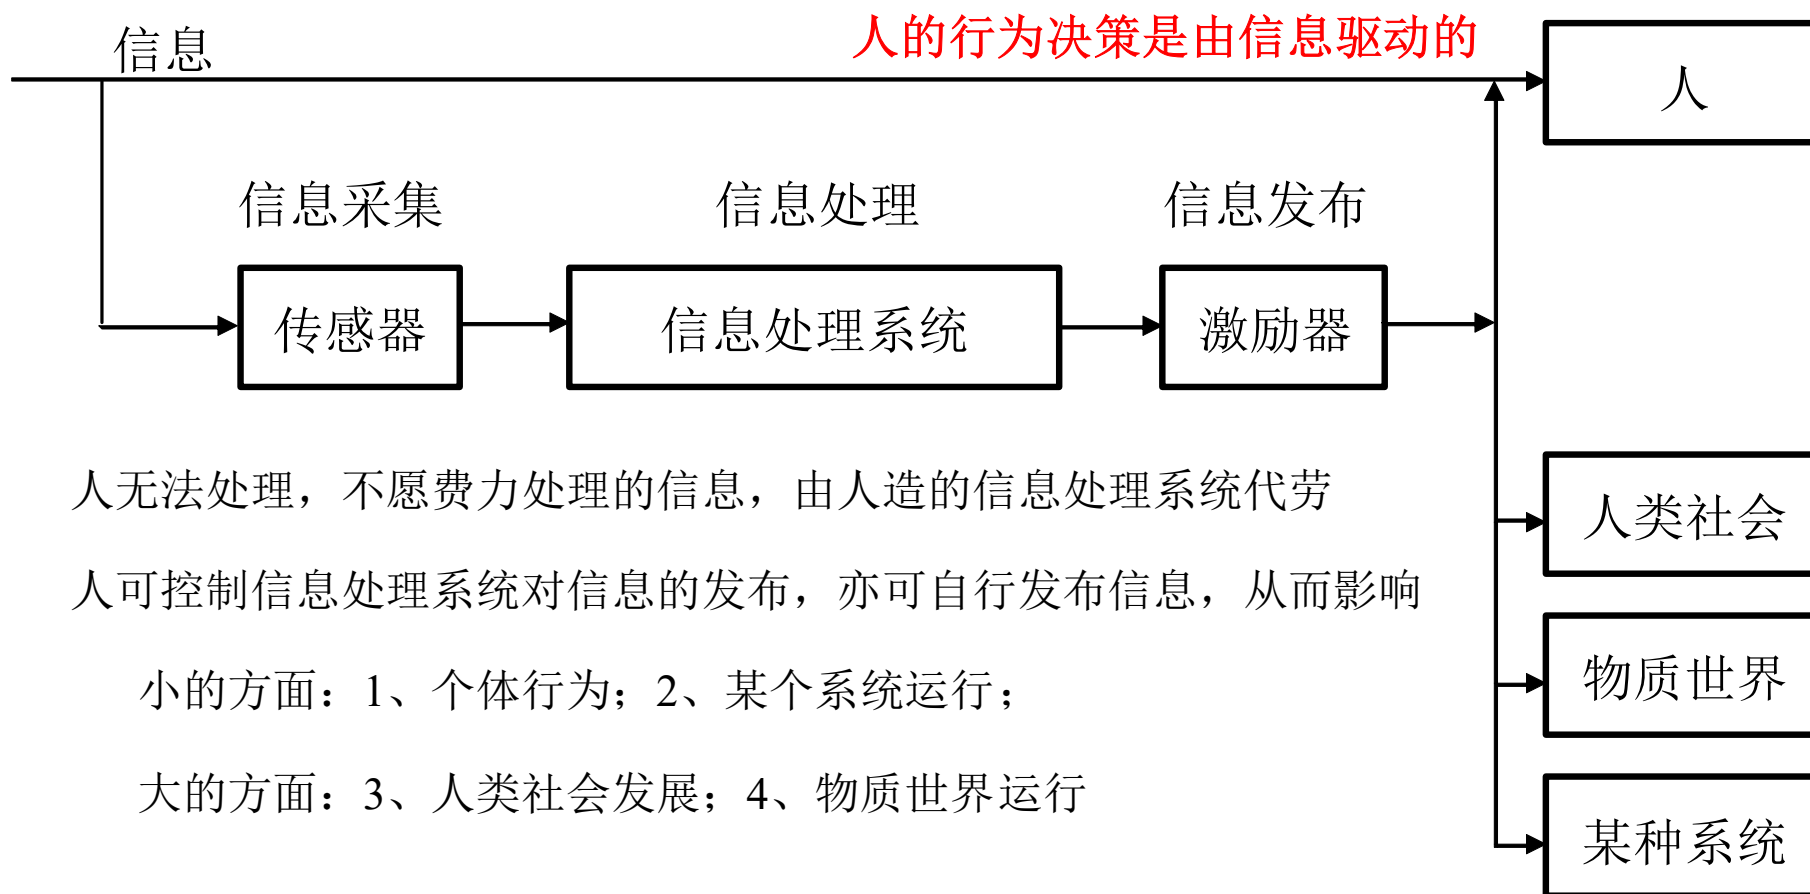 信息
人的行为决策是由信息驱动的
人
信息采集
信息处理
信息发布
传感器
信息处理系统
激励器
人无法处理，不愿费力处理的信息，由人造的信息处理系统代劳
人类社会
人可控制信息处理系统对信息的发布，亦可自行发布信息，从而影响
小的方面：1、个体行为；2、某个系统运行；
物质世界
大的方面：3、人类社会发展；4、物质世界运行
某种系统